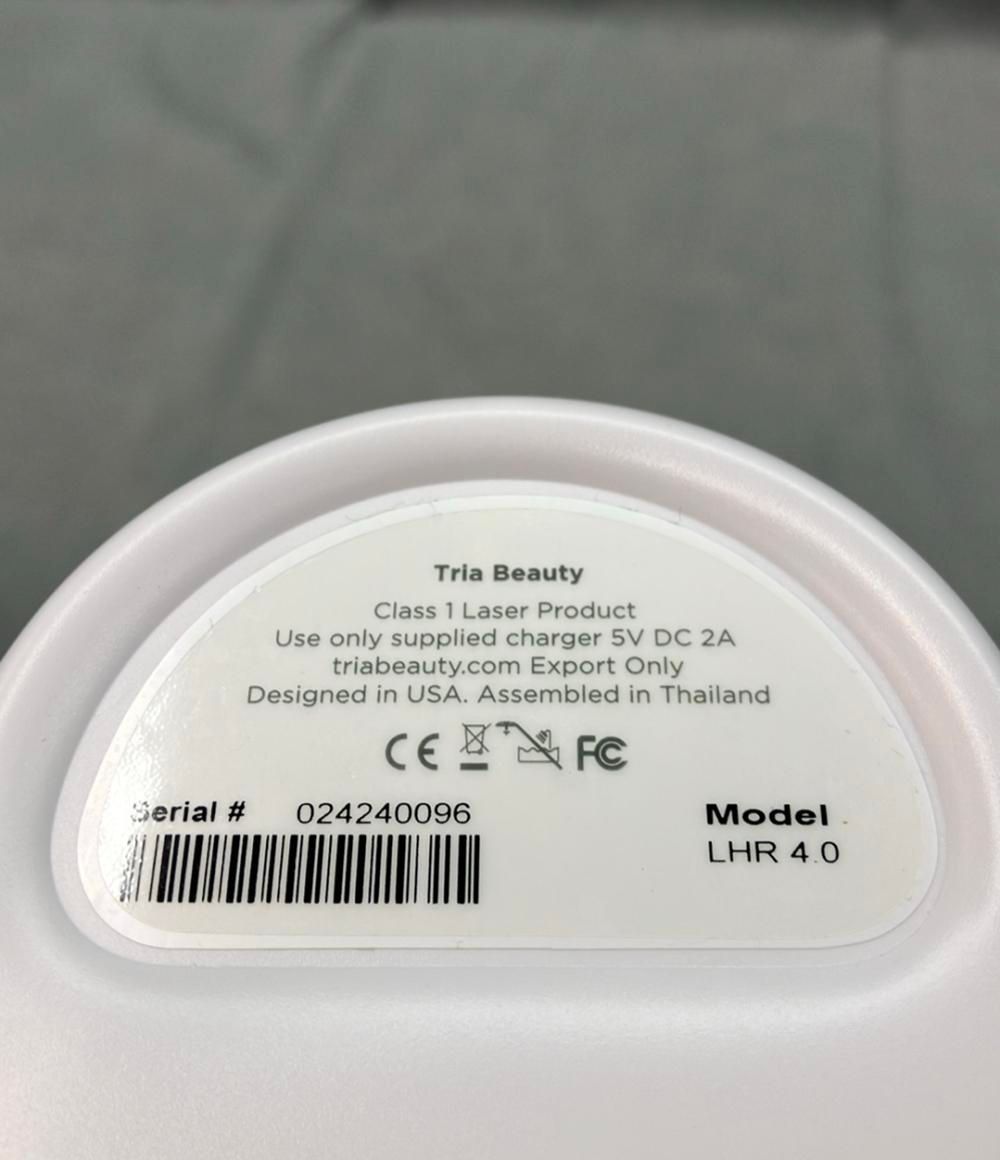 Tria Beauty
Class 1 Laser Product
Use only supplied charger 5V DC 2A
triabeauty.com Export Only
Designed in USA. Assembled in Thailand
CE FC
Serial # 024240096
Model
LHR 4.0